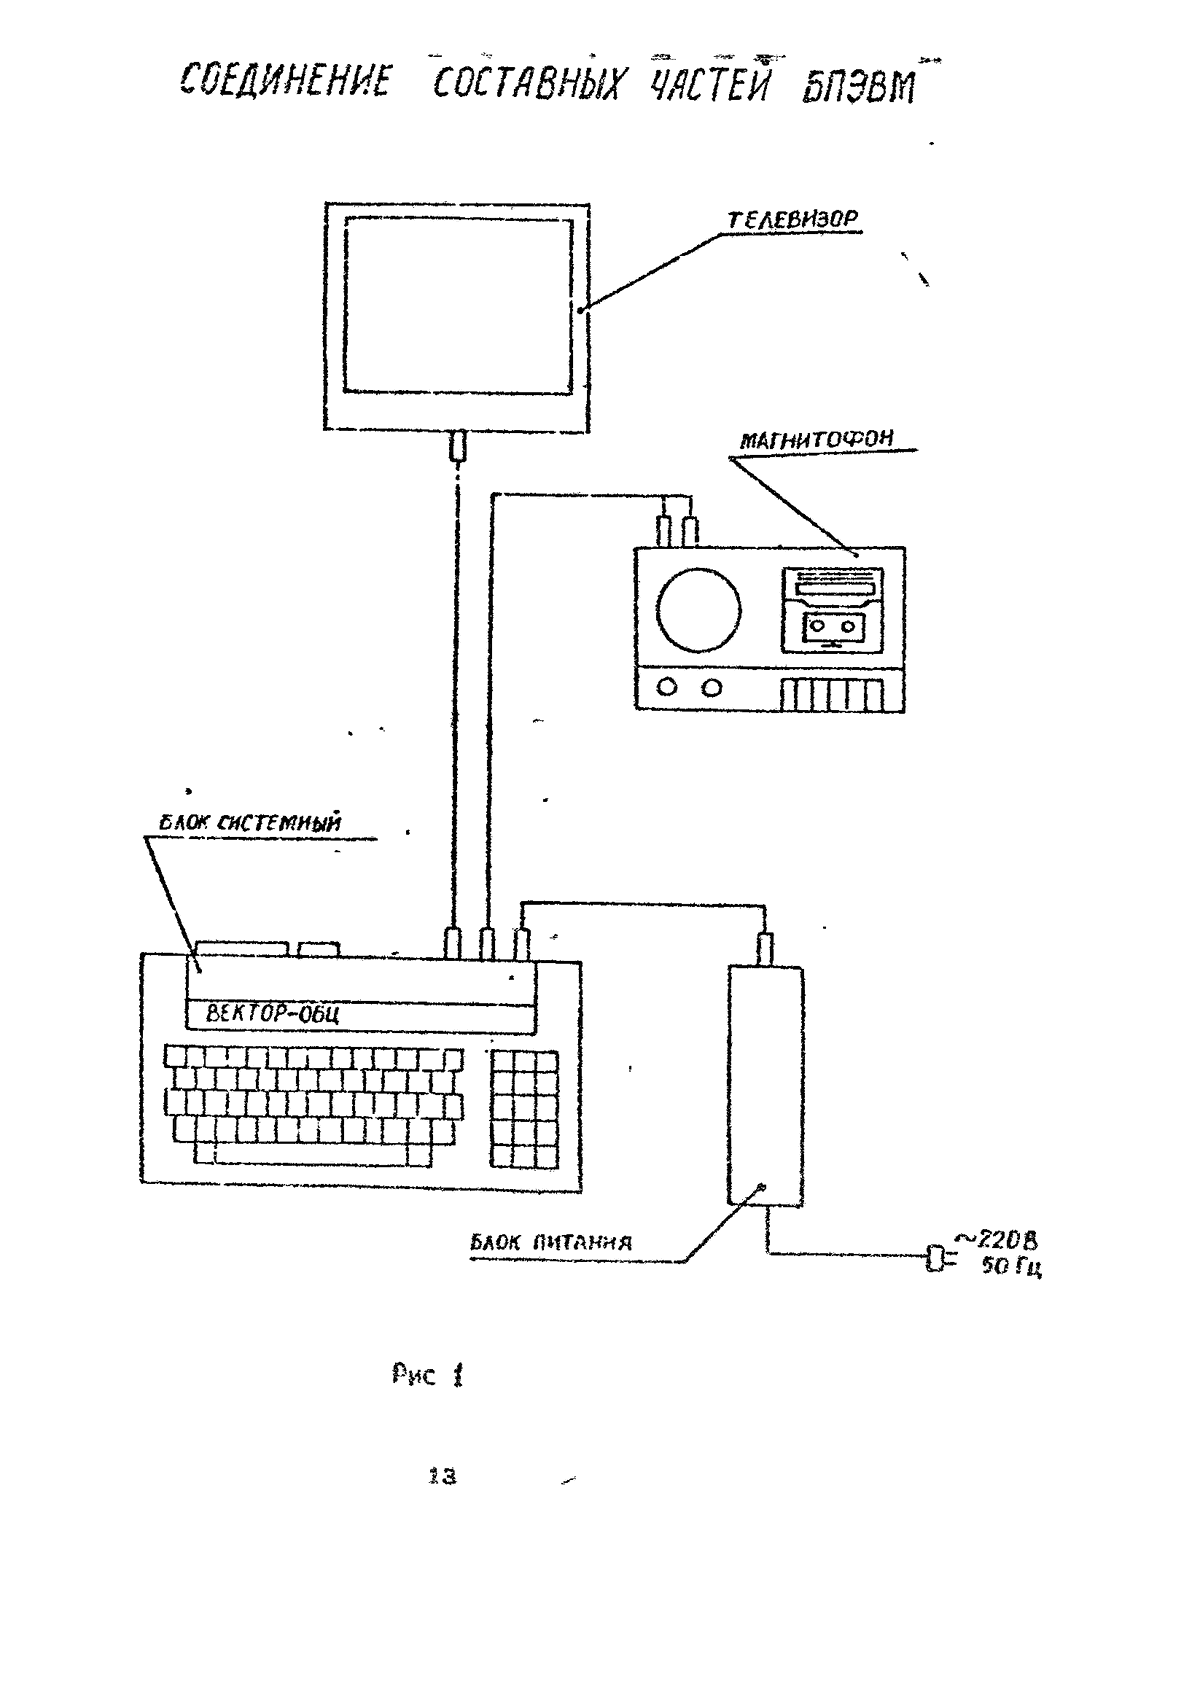 СОЕДИНЕНИЕ СОСТАВНЫХ ЧАСТЕЙ БПЭВМ
ТЕЛЕВИЗОР
МАГНИТОФОН
БЛОК СИСТЕМНЫЙ
ВЕКТОР-06Ц
БЛОК ПИТАНИЯ
~220В
50 Гц
Рис 1
13